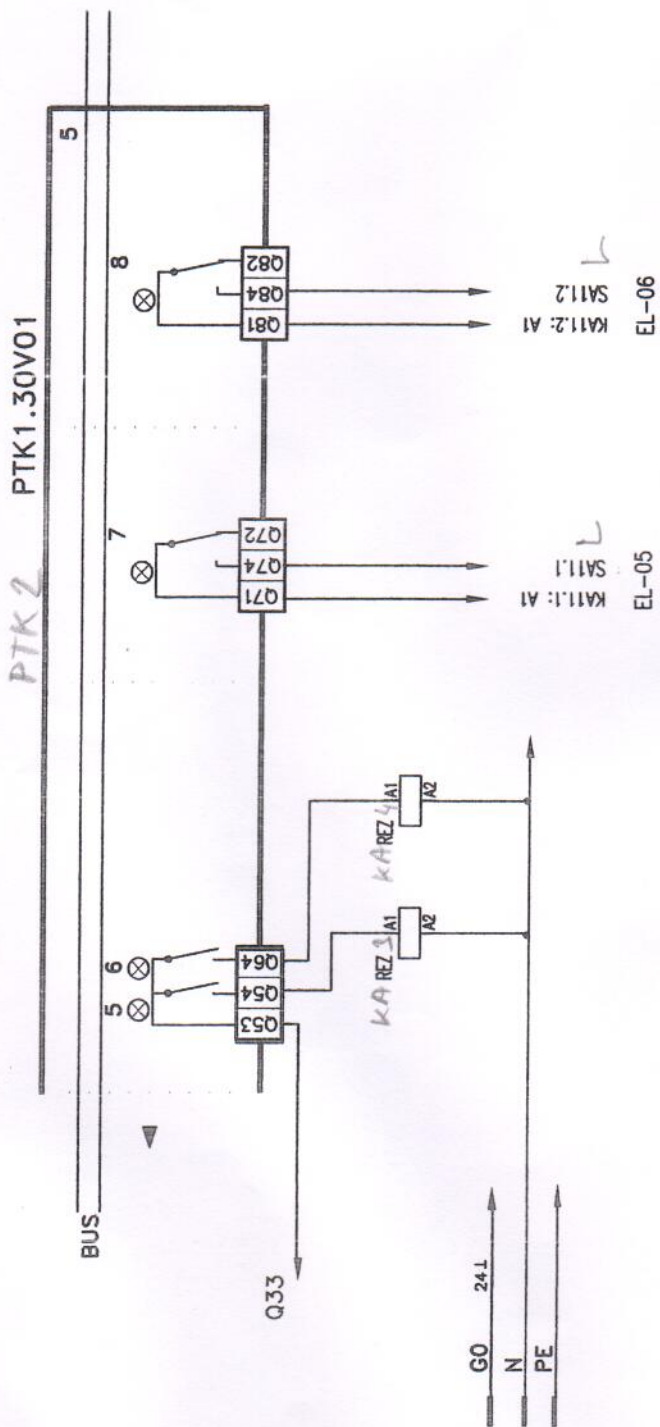 PTK 2 PTK1.30V01
5
BUS
5 6 7 8
Q53 Q54 Q64
Q71 Q74 Q72
Q81 Q84 Q82
Q33
KA REZ 3 A1
A2
KA REZ 4 A1
A2
KA11.1: A1
SA11.1 L
EL-05
KA11.2: A1
SA11.2 L
EL-06
G0 24⊥
N
PE